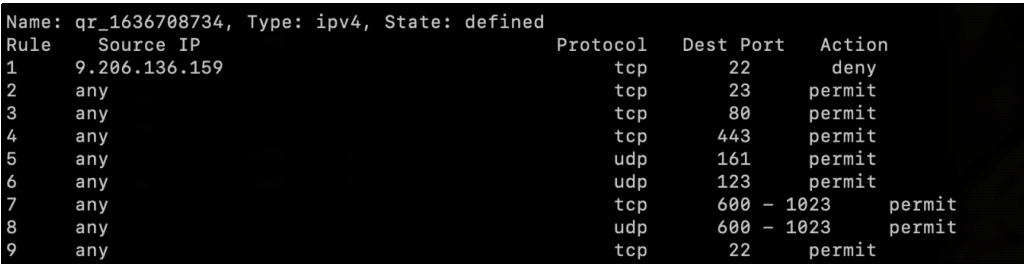 Name: qr_1636708734, Type: ipv4, State: defined
Rule Source IP Protocol Dest Port Action
1 9.206.136.159 tcp 22 deny
2 any tcp 23 permit
3 any tcp 80 permit
4 any tcp 443 permit
5 any udp 161 permit
6 any udp 123 permit
7 any tcp 600 - 1023 permit
8 any udp 600 - 1023 permit
9 any tcp 22 permit